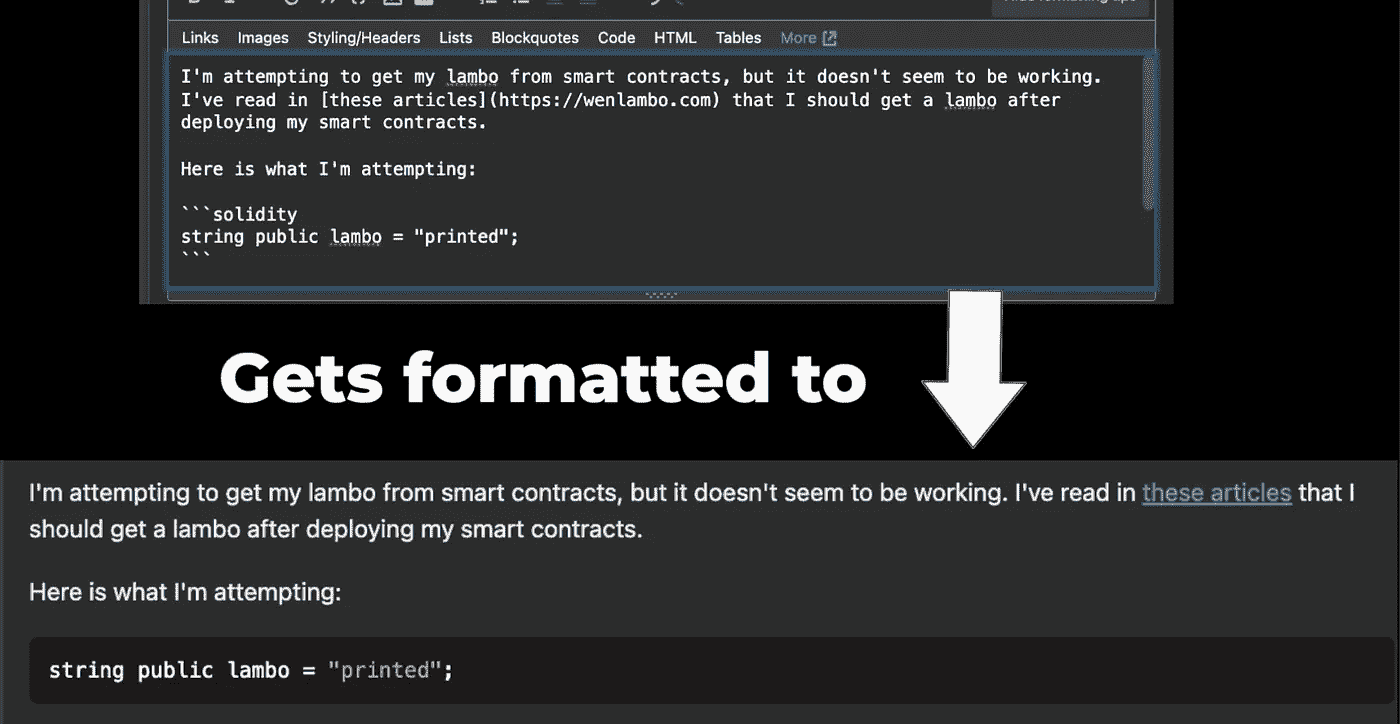 Links Images Styling/Headers Lists Blockquotes Code HTML Tables More
I'm attempting to get my lambo from smart contracts, but it doesn't seem to be working.
I've read in [these articles](https://wenlambo.com) that I should get a lambo after
deploying my smart contracts.
Here is what I'm attempting:
```solidity
string public lambo = "printed";
```
Gets formatted to
I'm attempting to get my lambo from smart contracts, but it doesn't seem to be working. I've read in these articles that I
should get a lambo after deploying my smart contracts.
Here is what I'm attempting:
string public lambo = "printed";